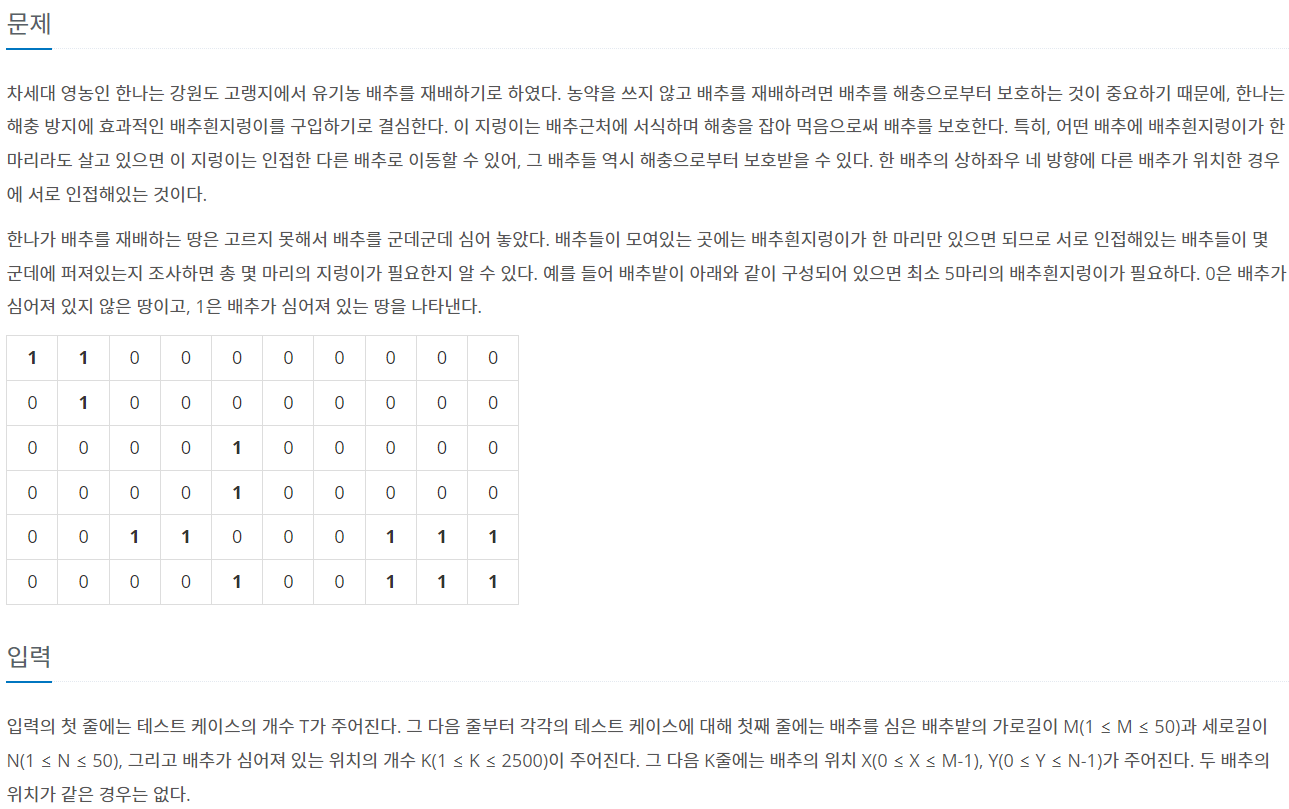 문제
차세대 영농인 한나는 강원도 고랭지에서 유기농 배추를 재배하기로 하였다. 농약을 쓰지 않고 배추를 재배하려면 배추를 해충으로부터 보호하는 것이 중요하기 때문에, 한나는
해충 방지에 효과적인 배추흰지렁이를 구입하기로 결심한다. 이 지렁이는 배추근처에 서식하며 해충을 잡아 먹음으로써 배추를 보호한다. 특히, 어떤 배추에 배추흰지렁이가 한
마리라도 살고 있으면 이 지렁이는 인접한 다른 배추로 이동할 수 있어, 그 배추들 역시 해충으로부터 보호받을 수 있다. 한 배추의 상하좌우 네 방향에 다른 배추가 위치한 경우
에 서로 인접해있는 것이다.
한나가 배추를 재배하는 땅은 고르지 못해서 배추를 군데군데 심어 놓았다. 배추들이 모여있는 곳에는 배추흰지렁이가 한 마리만 있으면 되므로 서로 인접해있는 배추들이 몇
군데에 퍼져있는지 조사하면 총 몇 마리의 지렁이가 필요한지 알 수 있다. 예를 들어 배추밭이 아래와 같이 구성되어 있으면 최소 5마리의 배추흰지렁이가 필요하다. 0은 배추가
심어져 있지 않은 땅이고, 1은 배추가 심어져 있는 땅을 나타낸다.
1 1 0 0 0 0 0 0 0 0
0 1 0 0 0 0 0 0 0 0
0 0 0 0 1 0 0 0 0 0
0 0 0 0 1 0 0 0 0 0
0 0 1 1 0 0 0 1 1 1
0 0 0 0 1 0 0 1 1 1
입력
입력의 첫 줄에는 테스트 케이스의 개수 T가 주어진다. 그 다음 줄부터 각각의 테스트 케이스에 대해 첫째 줄에는 배추를 심은 배추밭의 가로길이 M(1 ≤ M ≤ 50)과 세로길이
N(1 ≤ N ≤ 50), 그리고 배추가 심어져 있는 위치의 개수 K(1 ≤ K ≤ 2500)이 주어진다. 그 다음 K줄에는 배추의 위치 X(0 ≤ X ≤ M-1), Y(0 ≤ Y ≤ N-1)가 주어진다. 두 배추의
위치가 같은 경우는 없다.